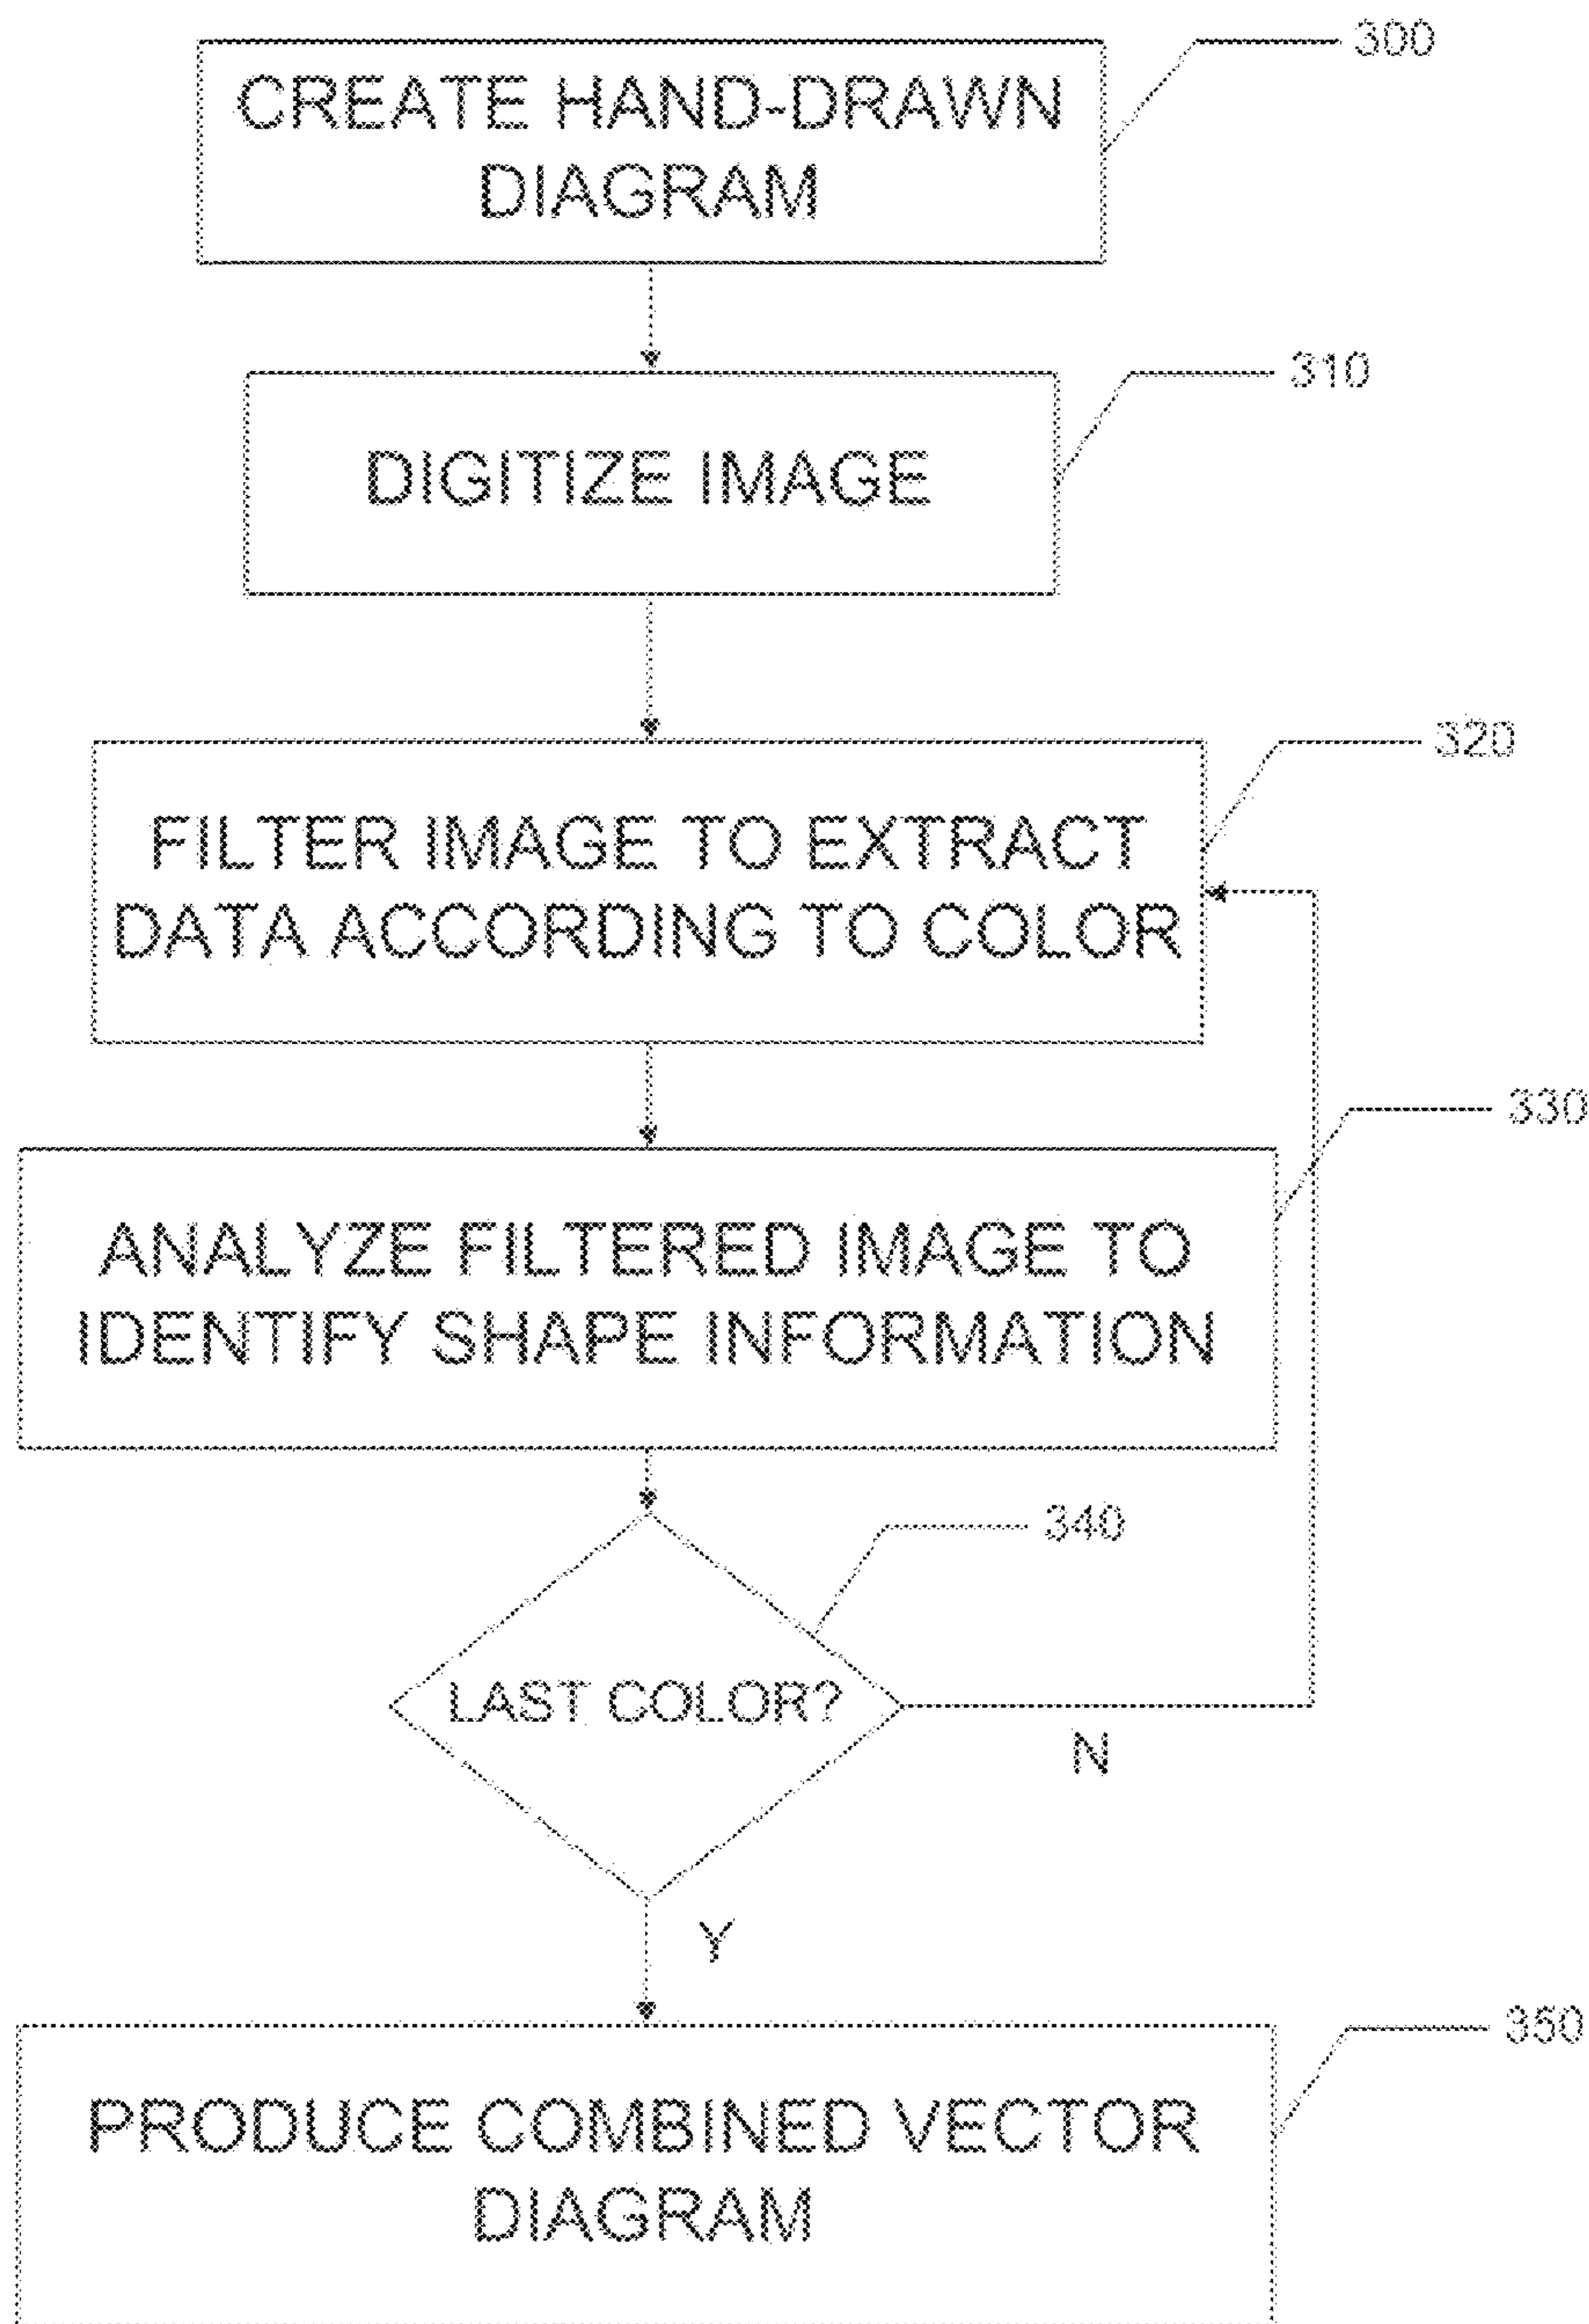 300
CREATE HAND-DRAWN
DIAGRAM
310
DIGITIZE IMAGE
320
FILTER IMAGE TO EXTRACT
DATA ACCORDING TO COLOR
330
ANALYZE FILTERED IMAGE TO
IDENTIFY SHAPE INFORMATION
340
LAST COLOR?
N
Y
350
PRODUCE COMBINED VECTOR
DIAGRAM